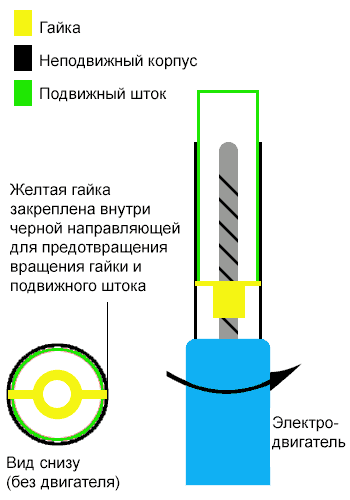 Гайка
Неподвижный корпус
Подвижный шток
Желтая гайка
закреплена внутри
черной направляющей
для предотвращения
вращения гайки и
подвижного штока
Электро-
двигатель
Вид снизу
(без двигателя)